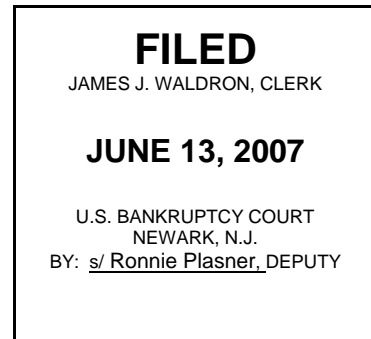 FILED
JAMES J. WALDRON, CLERK
JUNE 13, 2007
U.S. BANKRUPTCY COURT
NEWARK, N.J.
BY: s/ Ronnie Plasner, DEPUTY